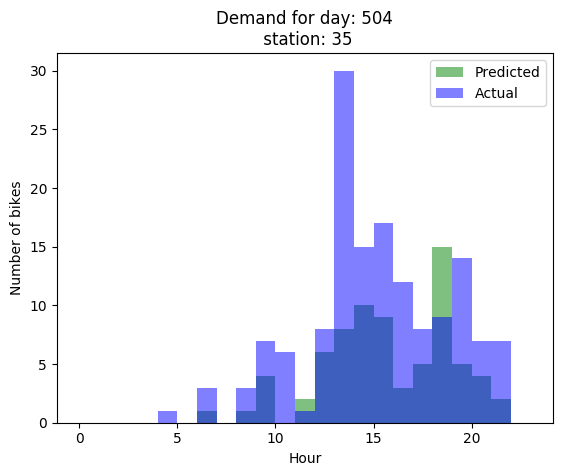 Demand for day: 504
station: 35
Predicted
Actual
Number of bikes
30
25
20
15
10
5
0
0
5
10
15
20
Hour